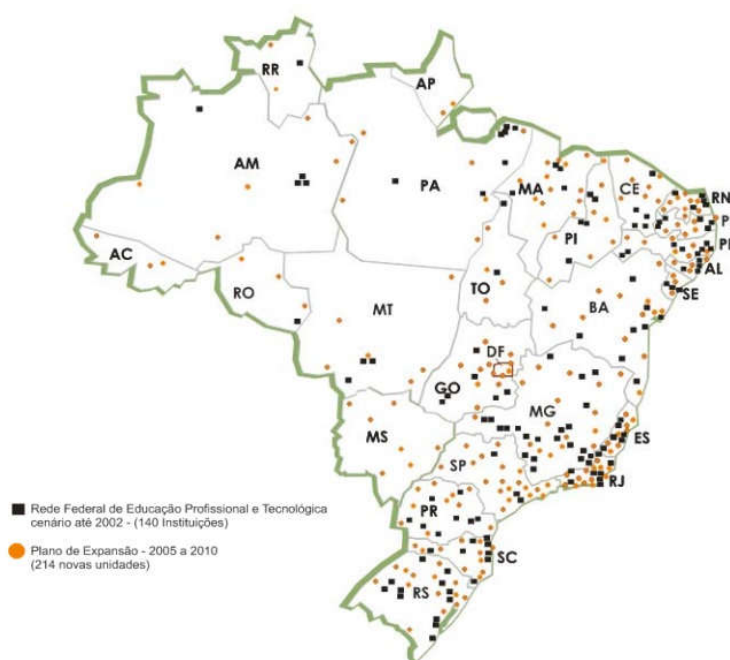 RR
AP
AM
PA
MA
CE
RN
P
PI
PE
AL
SE
AC
RO
TO
BA
MT
DF
GO
MG
ES
MS
SP
RJ
PR
SC
RS
Rede Federal de Educação Profissional e Tecnológica
cenário até 2002 - (140 Instituições)
Plano de Expansão - 2005 a 2010
(214 novas unidades)